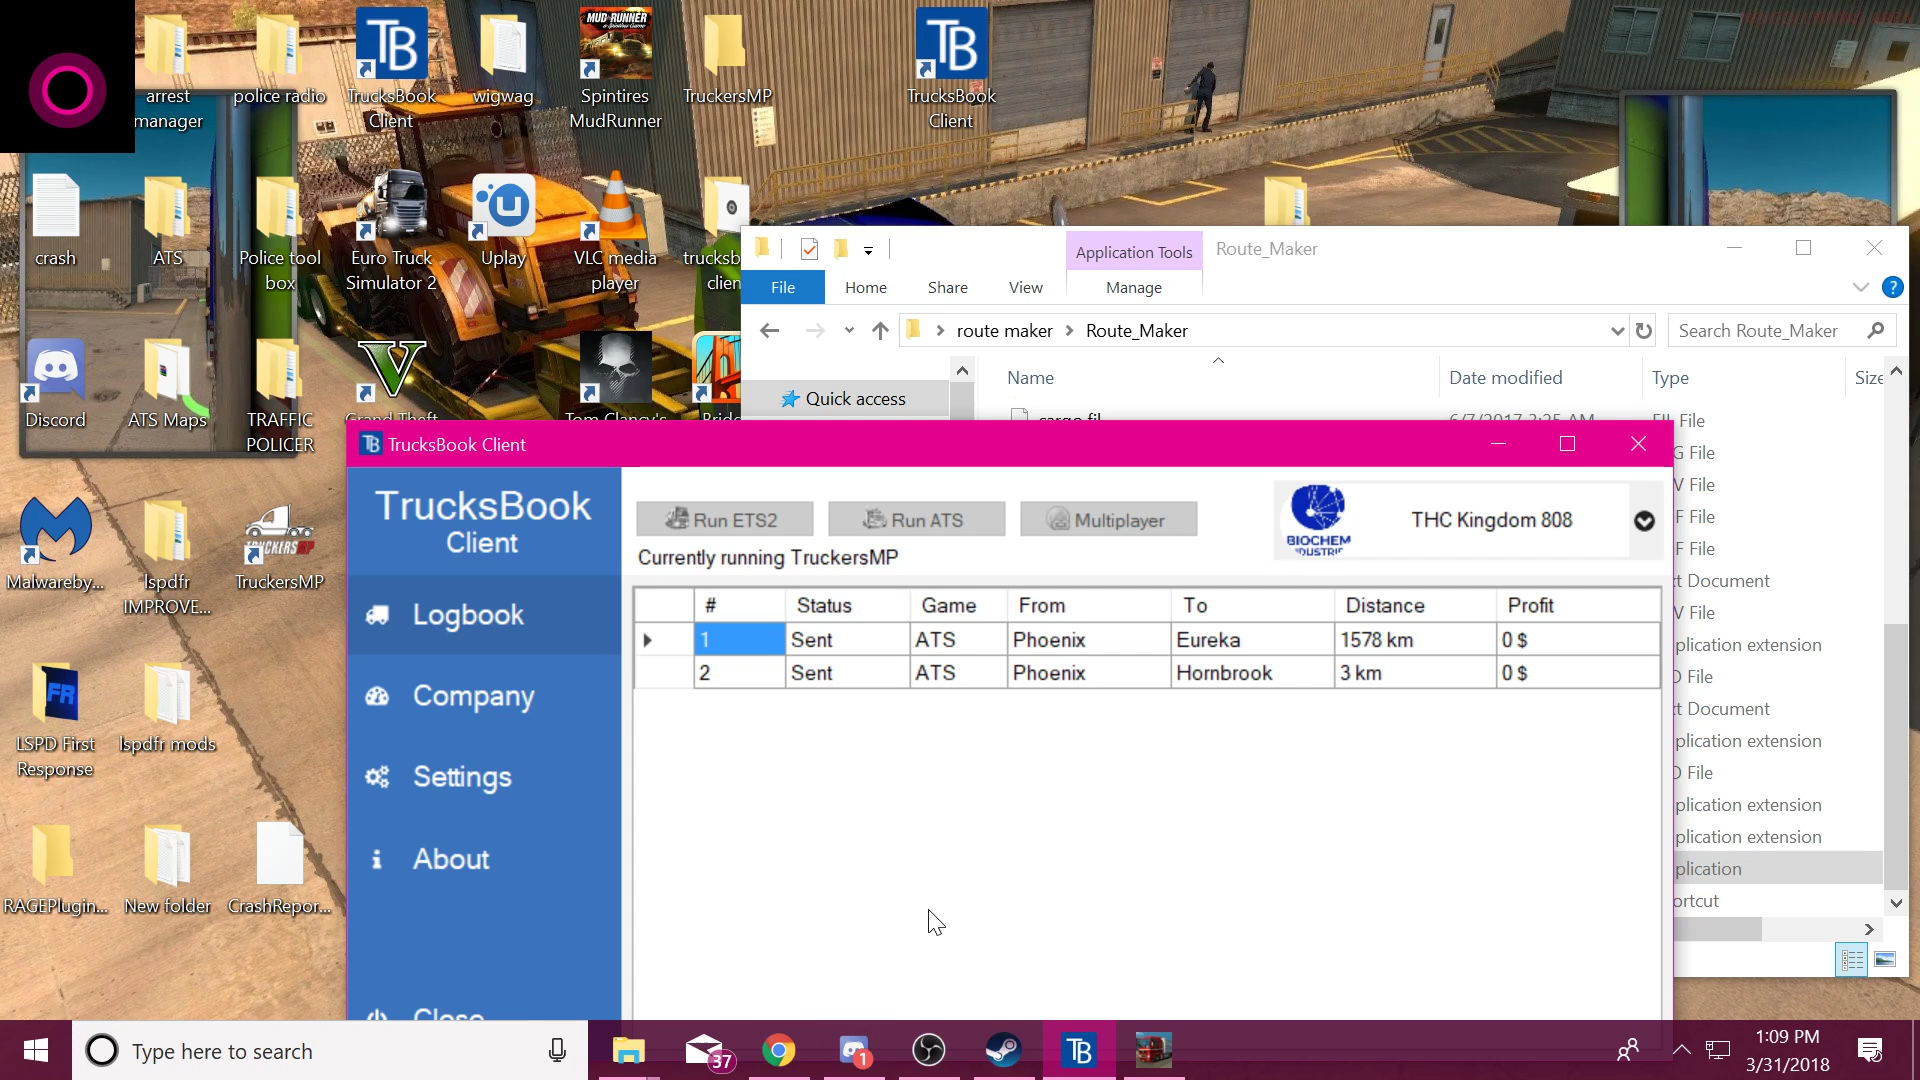 arrest
manager
police radio
TrucksBook
Client
wigwag
Spintires
MudRunner
TruckersMP
TrucksBook
Client
crash
ATS
Police tool
box
Euro Truck
Simulator 2
Uplay
VLC media
player
Discord
ATS Maps
TRAFFIC
POLICER
Malwareby...
lspdfr
IMPROVE...
TruckersMP
LSPD First
Response
lspdfr mods
RAGEPlugin...
New folder
CrashRepor...
Application Tools
Route_Maker
File
Home
Share
View
Manage
route maker
Route_Maker
Search Route_Maker
Quick access
Name
Date modified
Type
TrucksBook Client
TrucksBook
Client
Logbook
Company
Settings
About
Close
Run ETS2
Run ATS
Multiplayer
Currently running TruckersMP
BIOCHEM
THC Kingdom 808
# Status Game From To Distance Profit
1 Sent ATS Phoenix Eureka 1578 km 0 $
2 Sent ATS Phoenix Hornbrook 3 km 0 $
Type here to search
37
1
TB
1:09 PM
3/31/2018